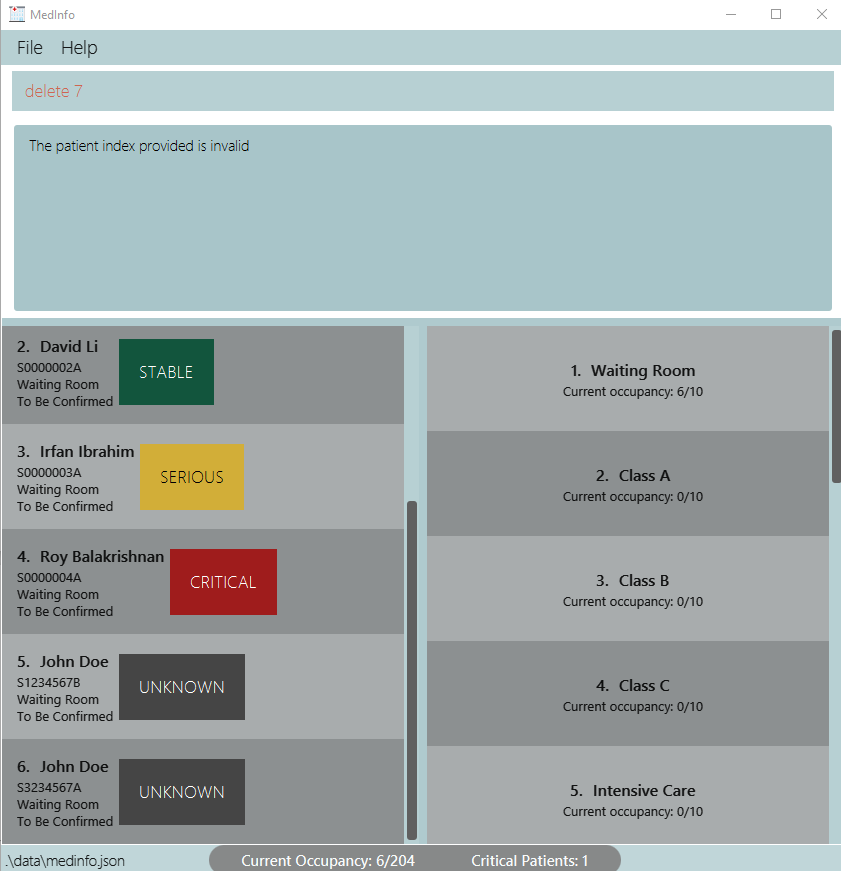 MedInfo
File Help
delete 7
The patient index provided is invalid
2. David Li
S0000002A
Waiting Room
To Be Confirmed
STABLE
3. Irfan Ibrahim
S0000003A
Waiting Room
To Be Confirmed
SERIOUS
4. Roy Balakrishnan
S0000004A
Waiting Room
To Be Confirmed
CRITICAL
5. John Doe
S1234567B
Waiting Room
To Be Confirmed
UNKNOWN
6. John Doe
S3234567A
Waiting Room
To Be Confirmed
UNKNOWN
1. Waiting Room
Current occupancy: 6/10
2. Class A
Current occupancy: 0/10
3. Class B
Current occupancy: 0/10
4. Class C
Current occupancy: 0/10
5. Intensive Care
Current occupancy: 0/10
.\data\medinfo.json
Current Occupancy: 6/204
Critical Patients: 1